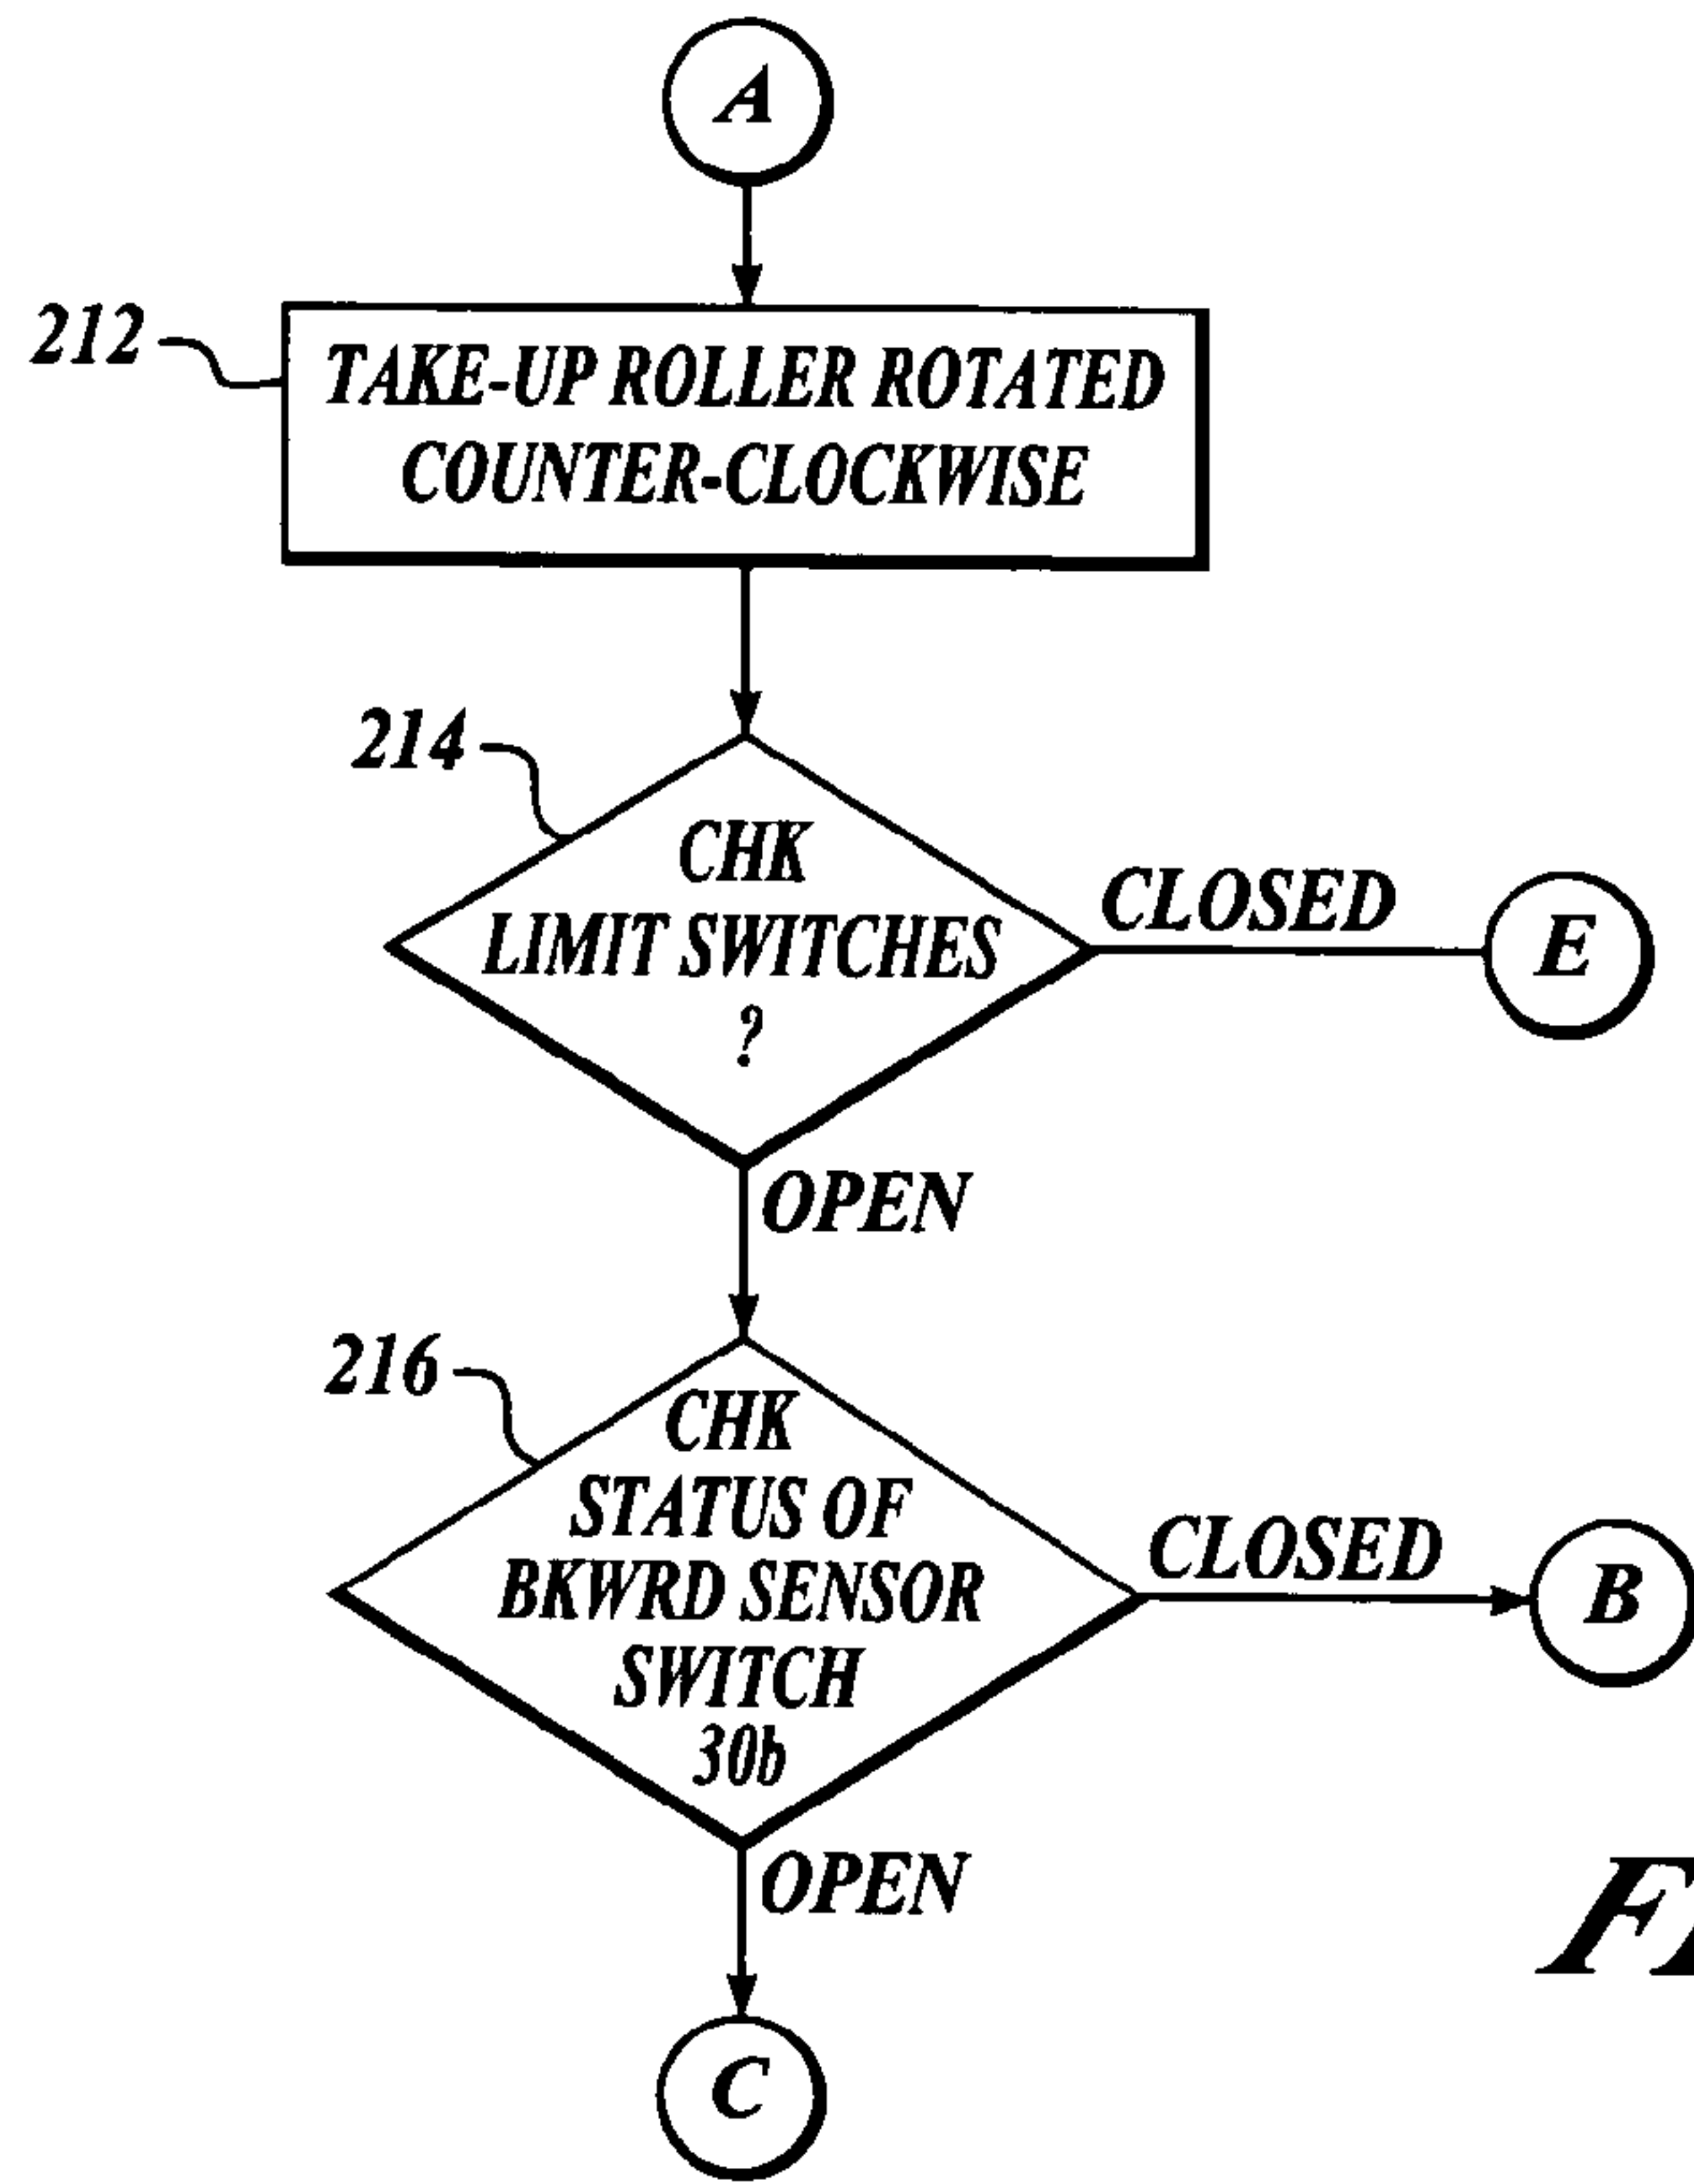 A
212
TAKE-UP ROLLER ROTATED
COUNTER-CLOCKWISE
214
CHK
LIMIT SWITCHES
?
CLOSED
E
OPEN
216
CHK
STATUS OF
BKWRD SENSOR
SWITCH
30b
CLOSED
B
OPEN
C